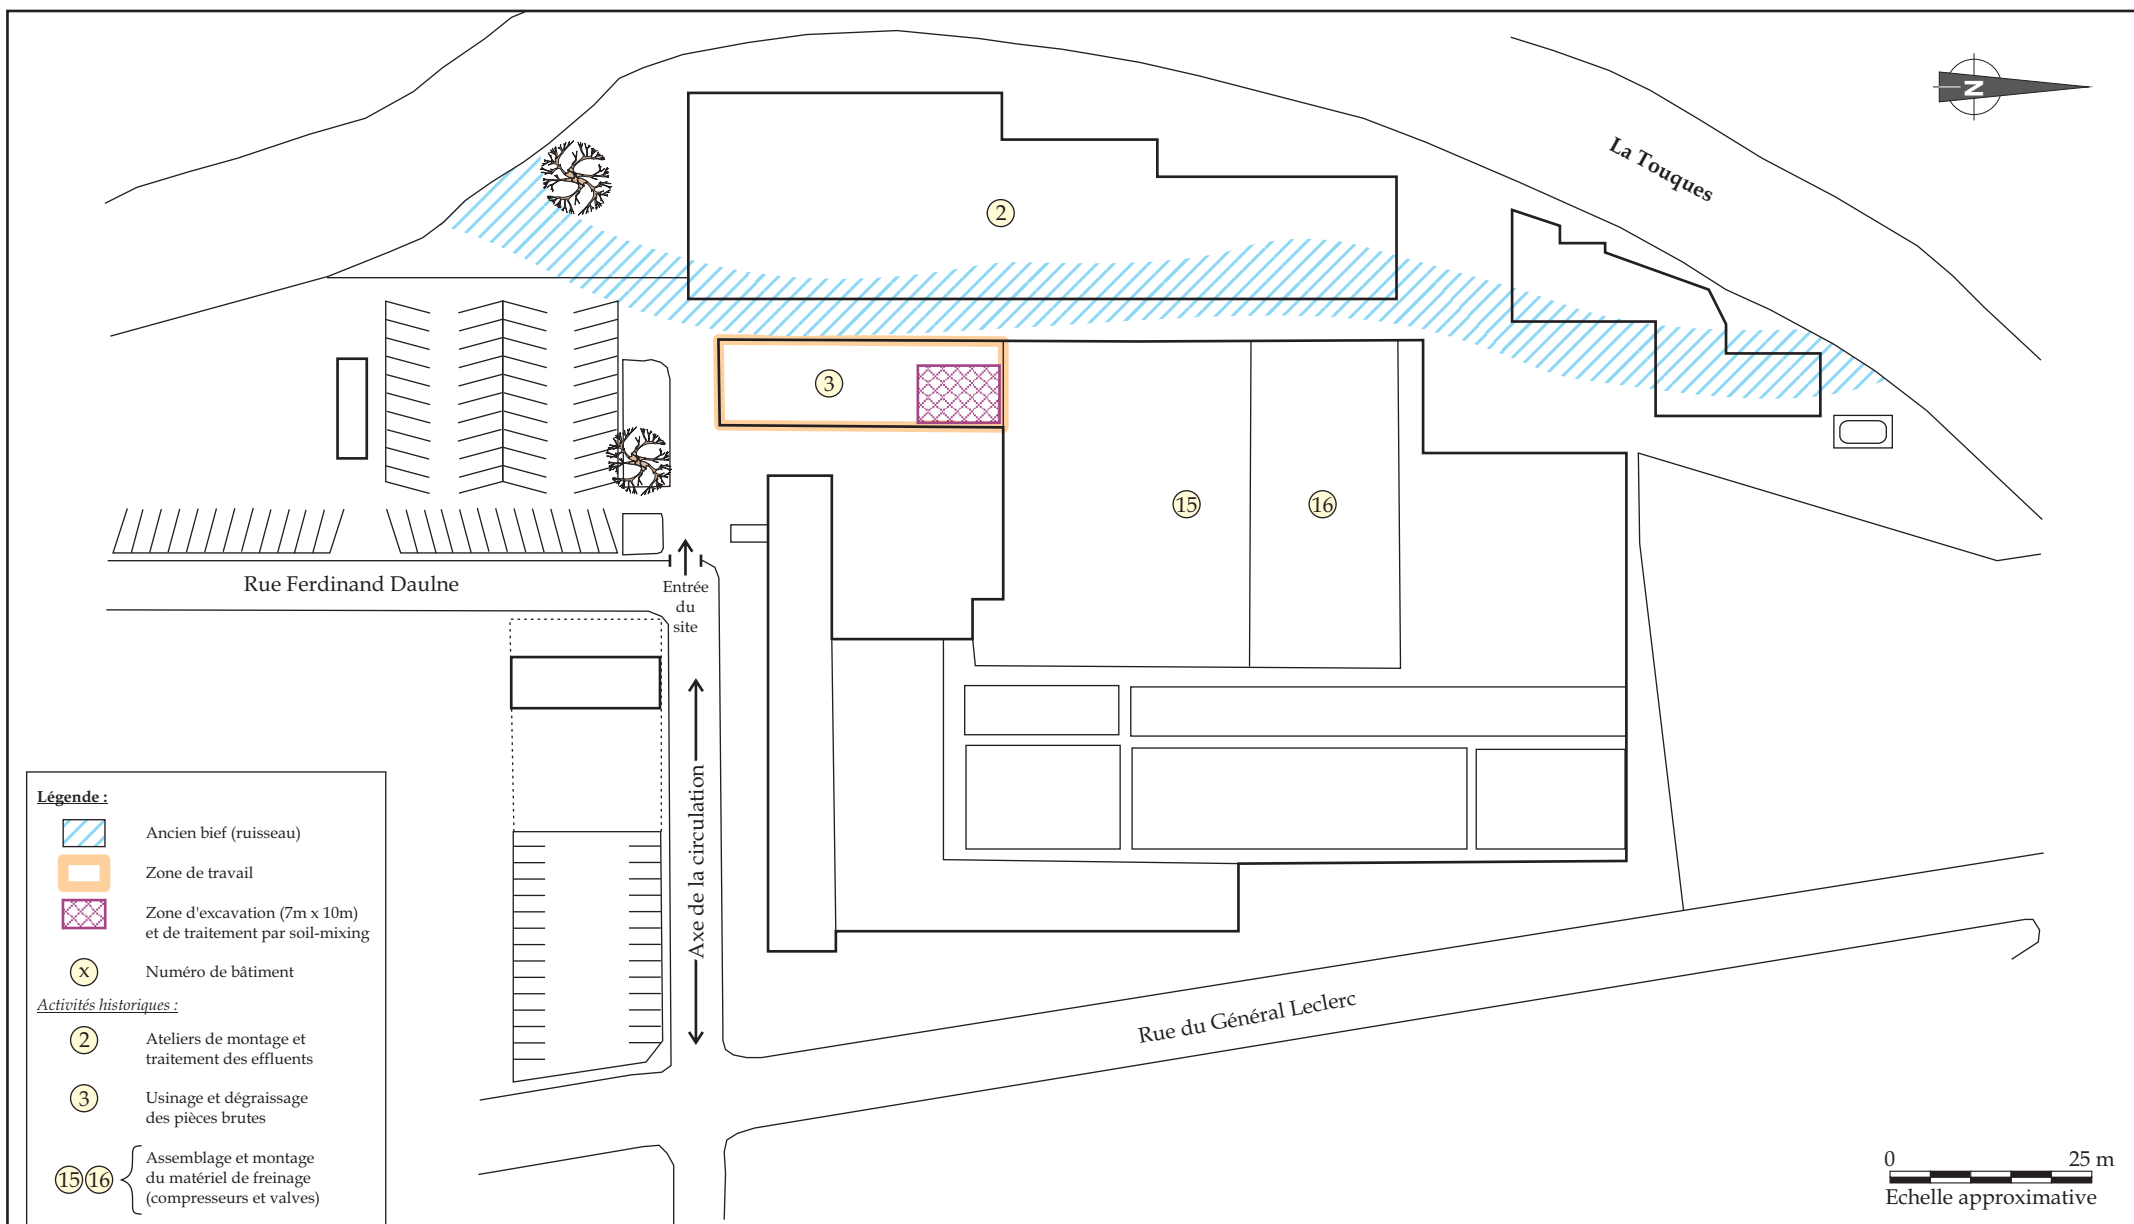 N
La Touques
2
3
15
16
Rue Ferdinand Daulne
Entrée
du
site
Axe de la circulation
Rue du Général Leclerc
Légende :
Ancien bief (ruisseau)
Zone de travail
Zone d'excavation (7m x 10m)
et de traitement par soil-mixing
x Numéro de bâtiment
Activités historiques :
2 Ateliers de montage et
traitement des effluents
3 Usinage et dégraissage
des pièces brutes
15 16 Assemblage et montage
du matériel de freinage
(compresseurs et valves)
0 25 m
Echelle approximative